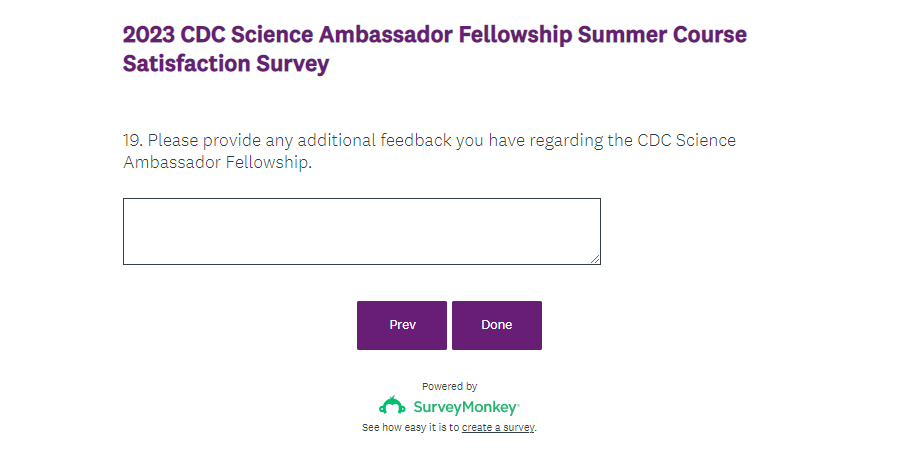 2023 CDC Science Ambassador Fellowship Summer Course
Satisfaction Survey
19. Please provide any additional feedback you have regarding the CDC Science
Ambassador Fellowship.
Prev
Done
Powered by
SurveyMonkey®
See how easy it is to create a survey.